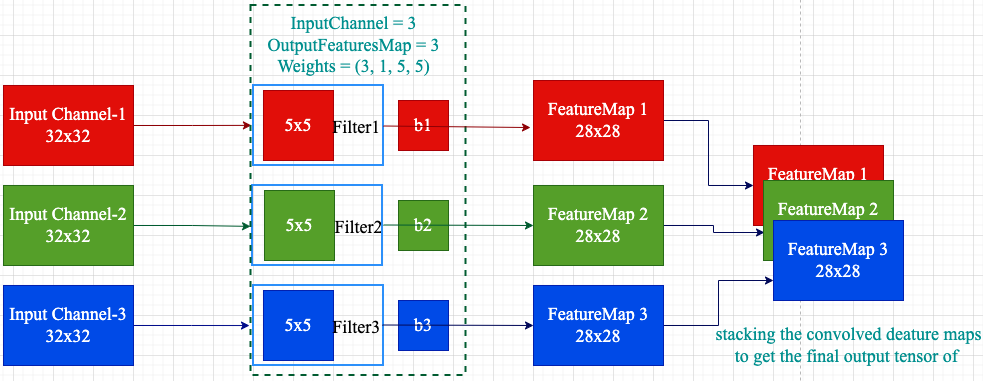 InputChannel = 3
OutputFeaturesMap = 3
Weights = (3, 1, 5, 5)
Input Channel-1
32x32
5x5
Filter1
b1
FeatureMap 1
28x28
Input Channel-2
32x32
5x5
Filter2
b2
FeatureMap 2
28x28
Input Channel-3
32x32
5x5
Filter3
b3
FeatureMap 3
28x28
FeatureMap 1
FeatureMap 2
FeatureMap 3
28x28
stacking the convolved deature maps
to get the final output tensor of